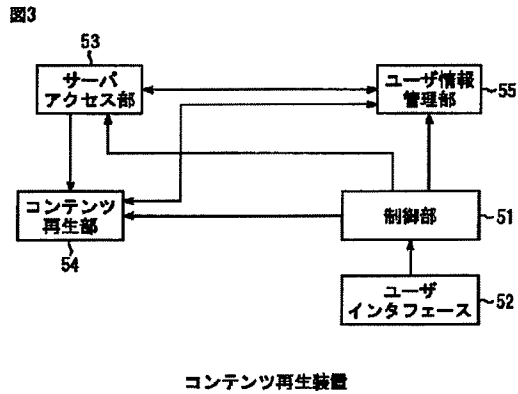 図3
53
サーバ
アクセス部
ユーザ情報
管理部
55
コンテンツ
再生部
54
制御部
51
ユーザ
インタフェース
52
コンテンツ再生装置